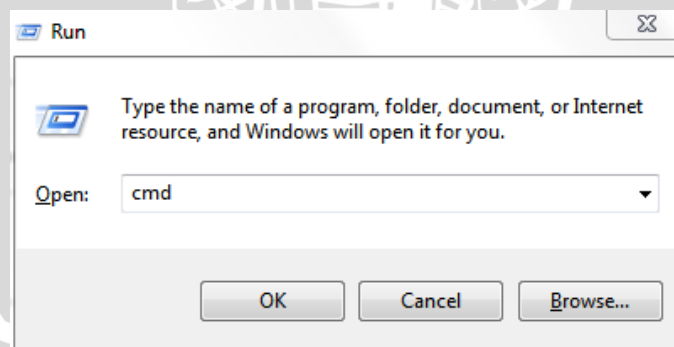 Run
Type the name of a program, folder, document, or Internet
resource, and Windows will open it for you.
Open: cmd
OK Cancel Browse...